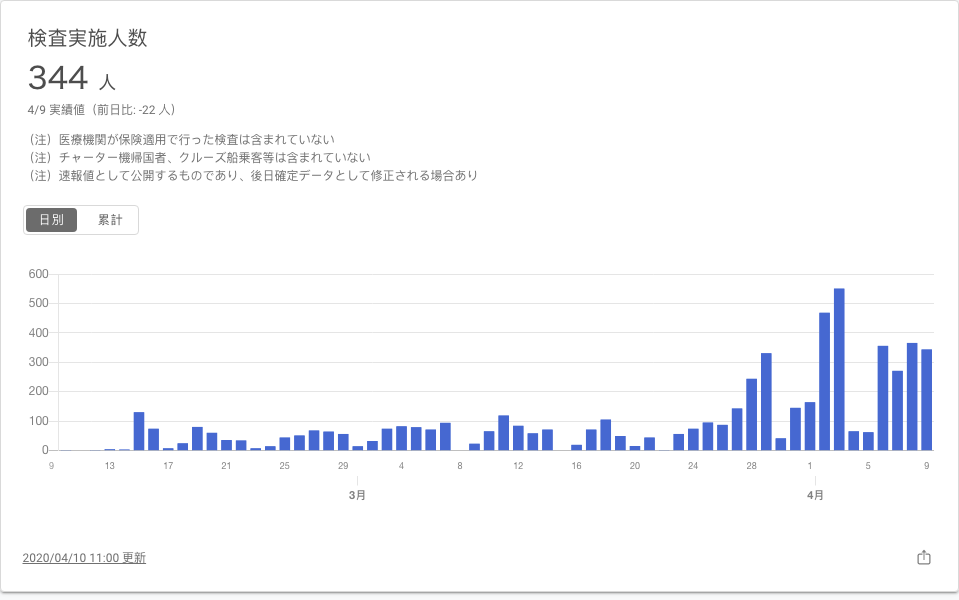 検査実施人数
344 人
4/9 実績値（前日比: -22 人）
（注）医療機関が保険適用で行った検査は含まれていない
（注）チャーター機帰国者、クルーズ船乗客等は含まれていない
（注）速報値として公開するものであり、後日確定データとして修正される場合あり
日別 累計
600
500
400
300
200
100
0
9 13 17 21 25 29 4 8 12 16 20 24 28 1 5 9
3月 4月
2020/04/10 11:00 更新